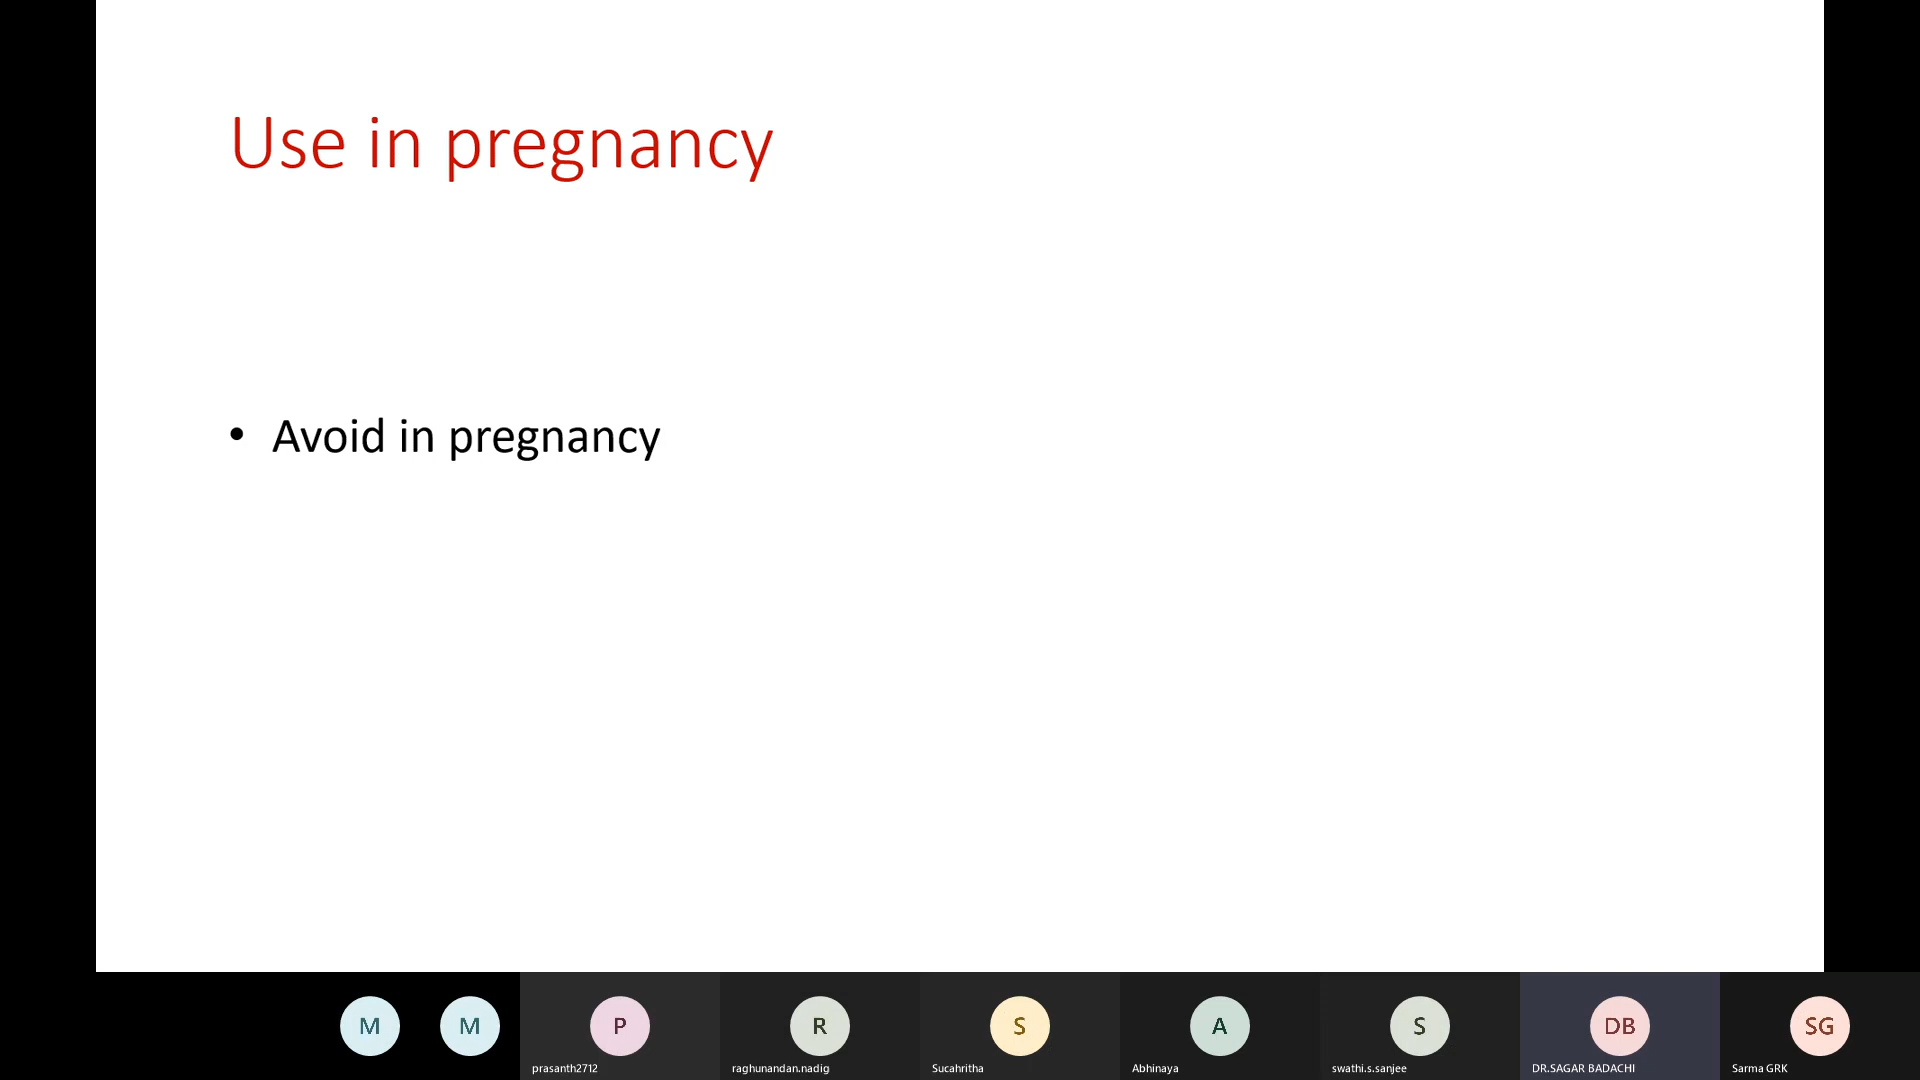 Use in pregnancy
• Avoid in pregnancy
M M P R S A S DB SG
prasanth2712 raghunandan.nadig Sucahritha Abhinaya swathi.s.sanjee DR.SAGAR BADACHI Sarma GRK